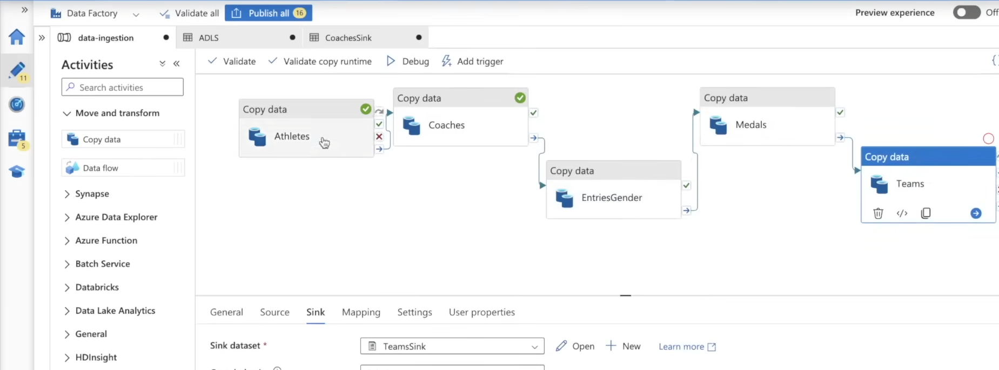 Data Factory
Validate all
Publish all 16
Preview experience
Off
data-ingestion
ADLS
CoachesSink
11
5
Activities
Search activities
Move and transform
Copy data
Data flow
Synapse
Azure Data Explorer
Azure Function
Batch Service
Databricks
Data Lake Analytics
General
HDInsight
Validate
Validate copy runtime
Debug
Add trigger
Copy data
Athletes
Copy data
Coaches
Copy data
EntriesGender
Copy data
Medals
Copy data
Teams
General
Source
Sink
Mapping
Settings
User properties
Sink dataset *
TeamsSink
Open
New
Learn more